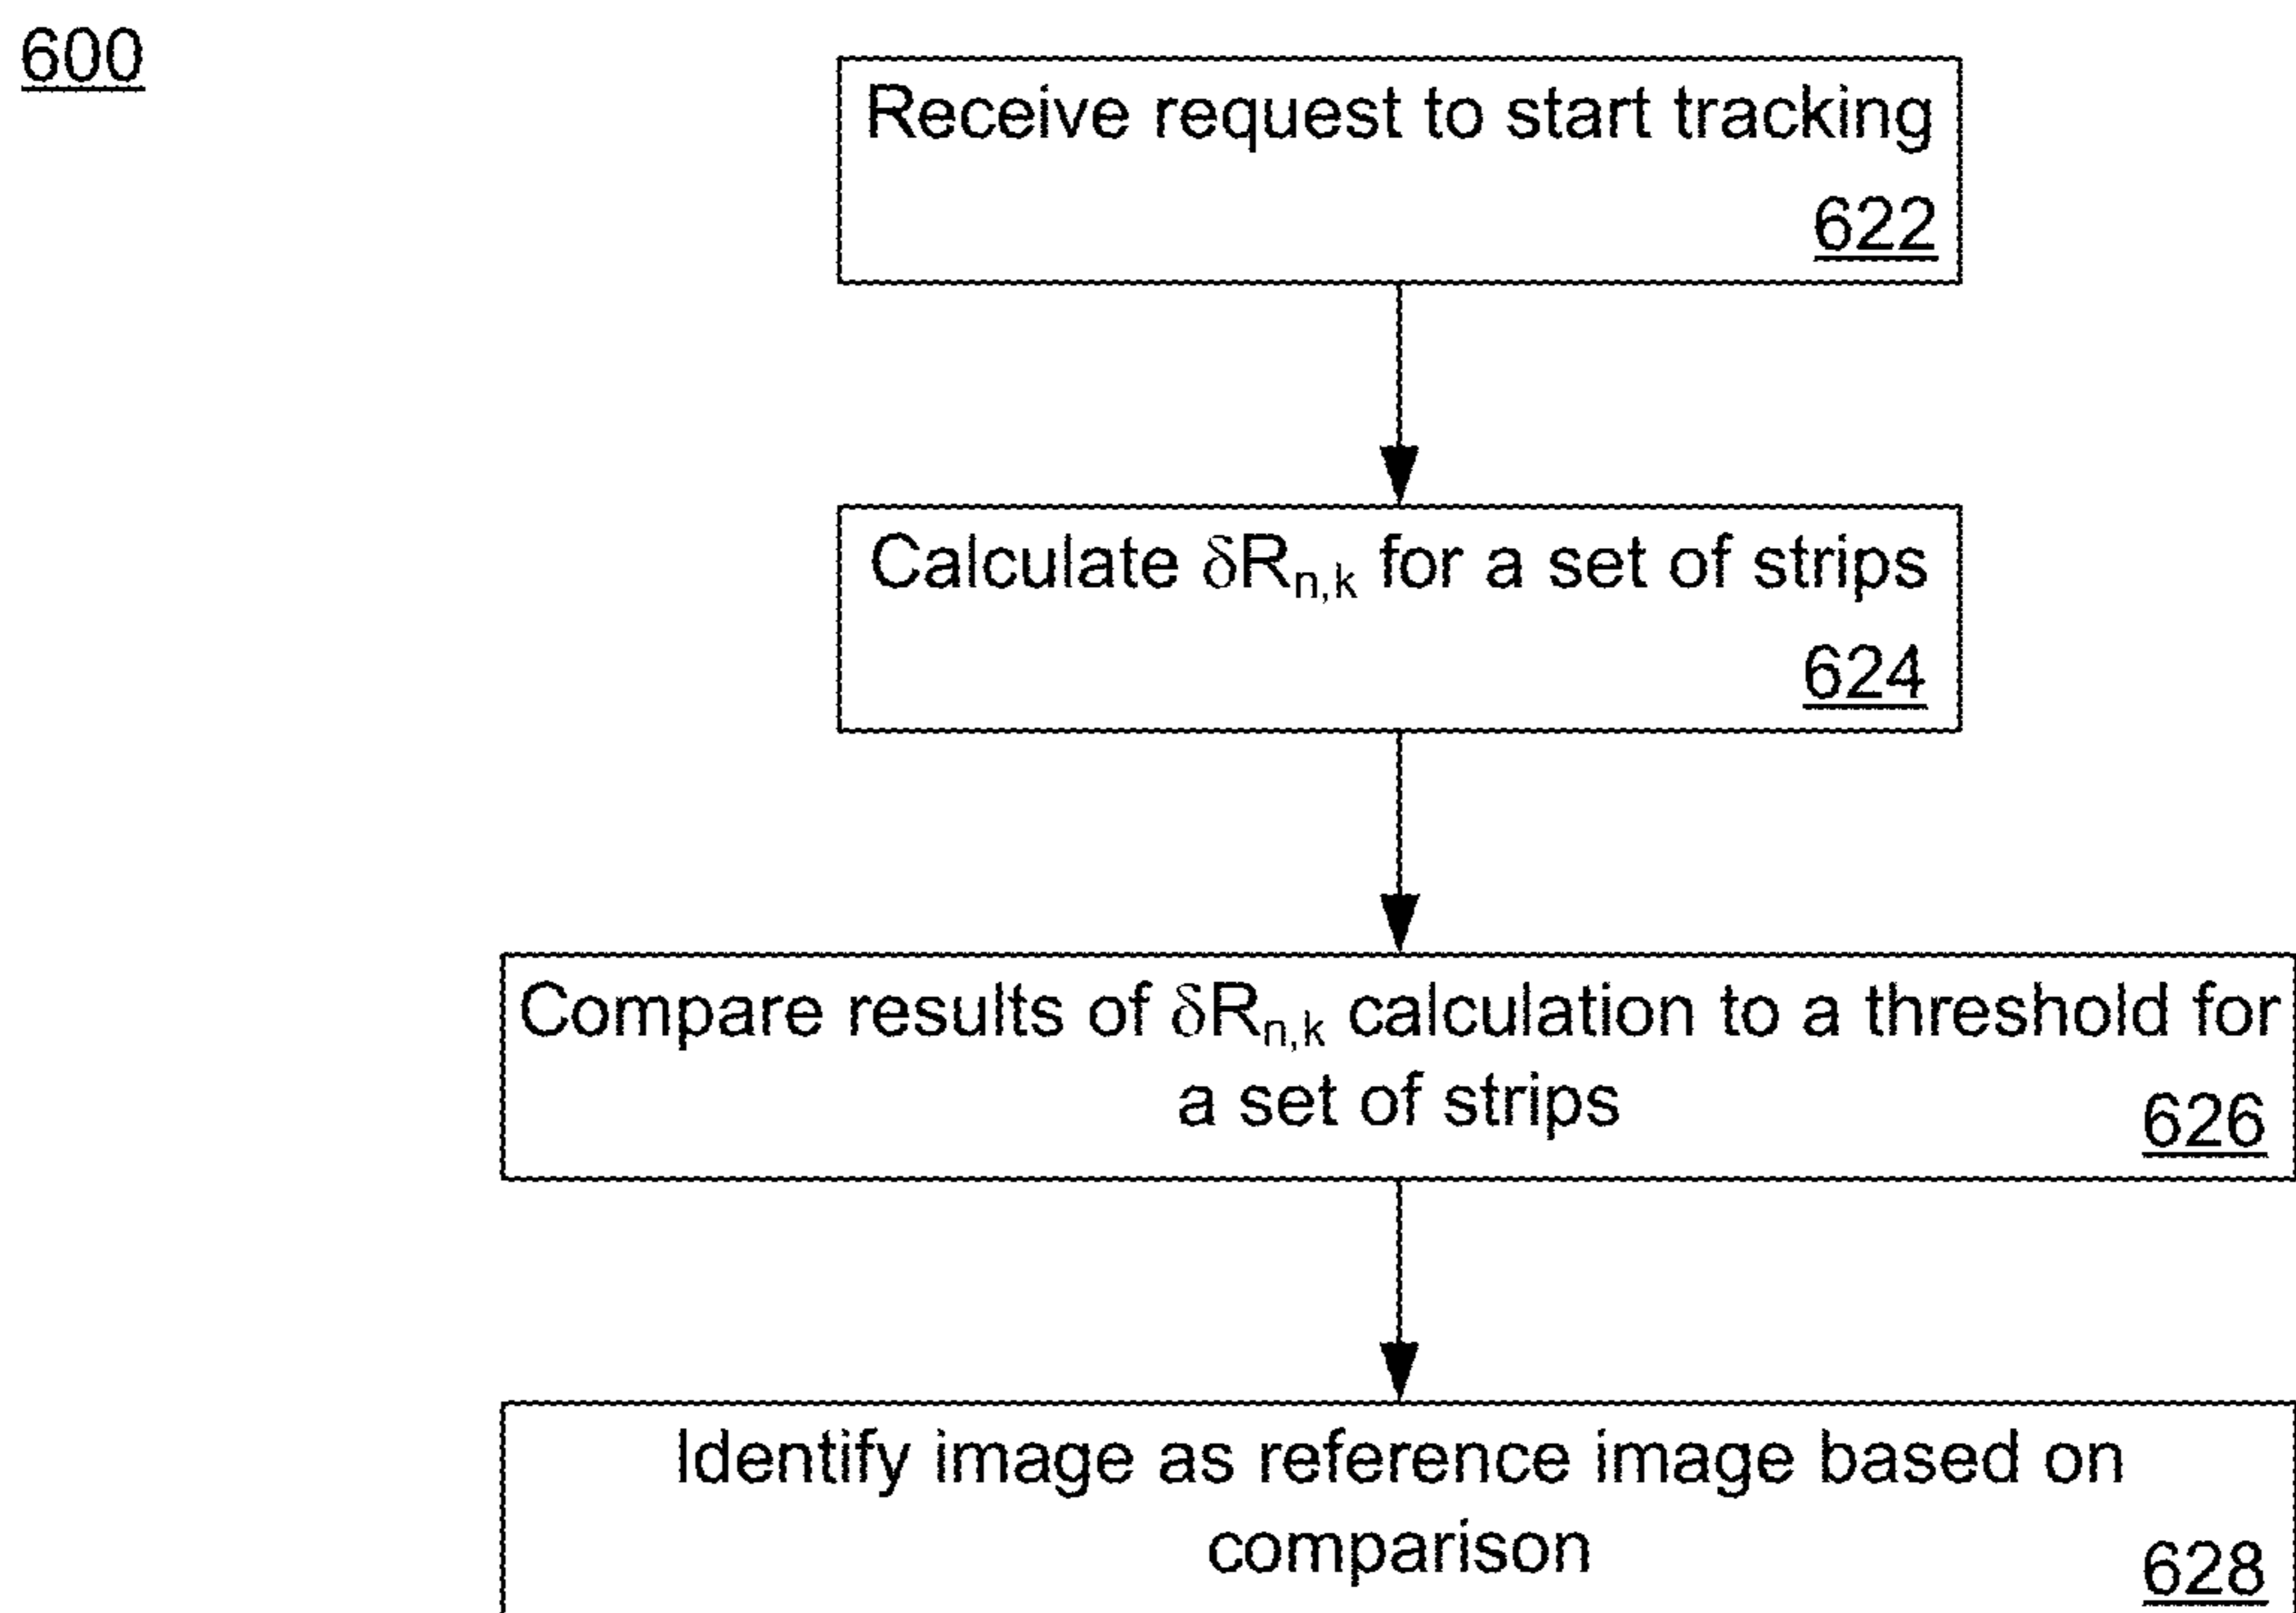 600
Receive request to start tracking
622
Calculate δRn,k for a set of strips
624
Compare results of δRn,k calculation to a threshold for
a set of strips
626
Identify image as reference image based on
comparison
628